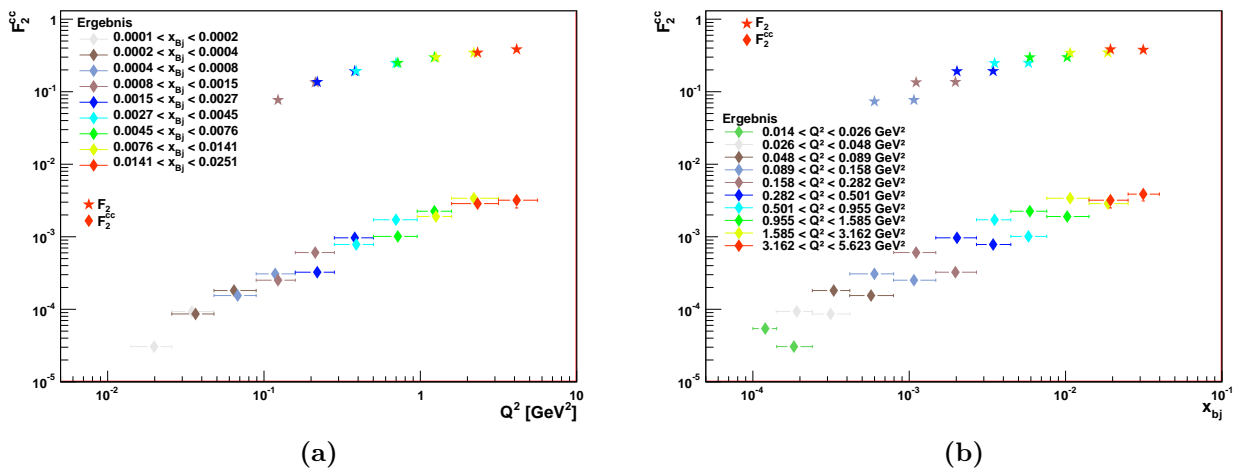 F₂^cc
1
10⁻¹
10⁻²
10⁻³
10⁻⁴
10⁻⁵
Ergebnis
0.0001 < x_Bj < 0.0002
0.0002 < x_Bj < 0.0004
0.0004 < x_Bj < 0.0008
0.0008 < x_Bj < 0.0015
0.0015 < x_Bj < 0.0027
0.0027 < x_Bj < 0.0045
0.0045 < x_Bj < 0.0076
0.0076 < x_Bj < 0.0141
0.0141 < x_Bj < 0.0251
F₂
F₂^cc
10⁻² 10⁻¹ 1 10
Q² [GeV²]
(a)
F₂^cc
1
10⁻¹
10⁻²
10⁻³
10⁻⁴
10⁻⁵
F₂
F₂^cc
Ergebnis
0.014 < Q² < 0.026 GeV²
0.026 < Q² < 0.048 GeV²
0.048 < Q² < 0.089 GeV²
0.089 < Q² < 0.158 GeV²
0.158 < Q² < 0.282 GeV²
0.282 < Q² < 0.501 GeV²
0.501 < Q² < 0.955 GeV²
0.955 < Q² < 1.585 GeV²
1.585 < Q² < 3.162 GeV²
3.162 < Q² < 5.623 GeV²
10⁻⁴ 10⁻³ 10⁻² 10⁻¹
x_bj
(b)